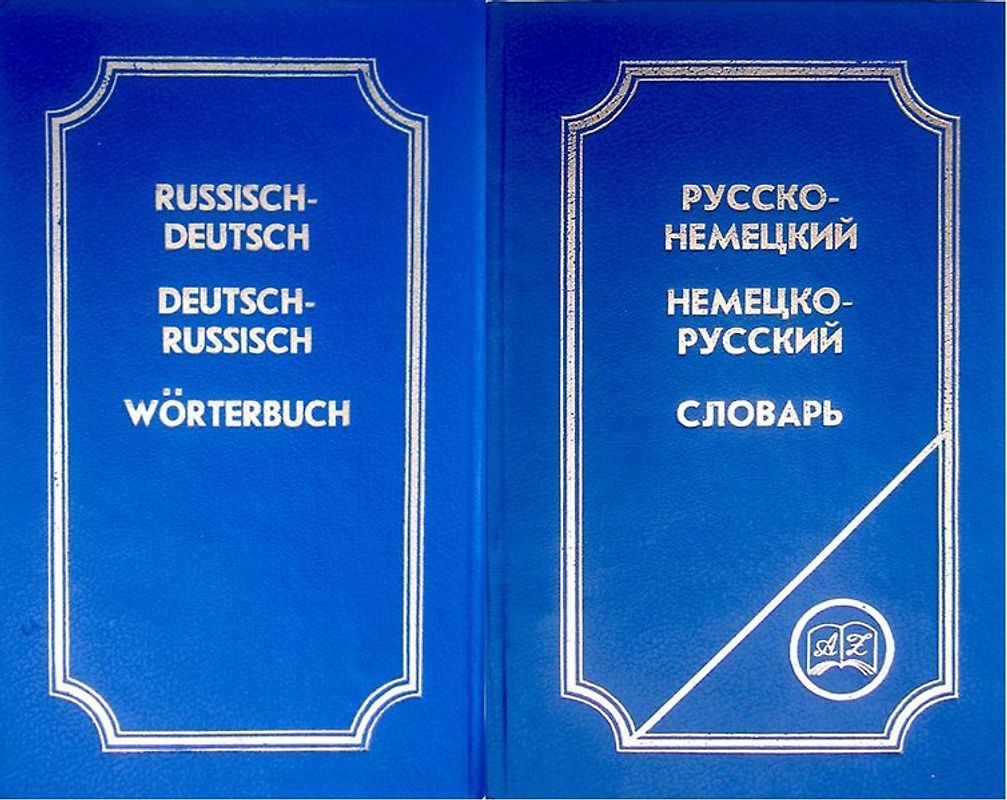 RUSSISCH-
DEUTSCH
DEUTSCH-
RUSSISCH
WÖRTERBUCH
РУССКО-
НЕМЕЦКИЙ
НЕМЕЦКО-
РУССКИЙ
СЛОВАРЬ
A Z